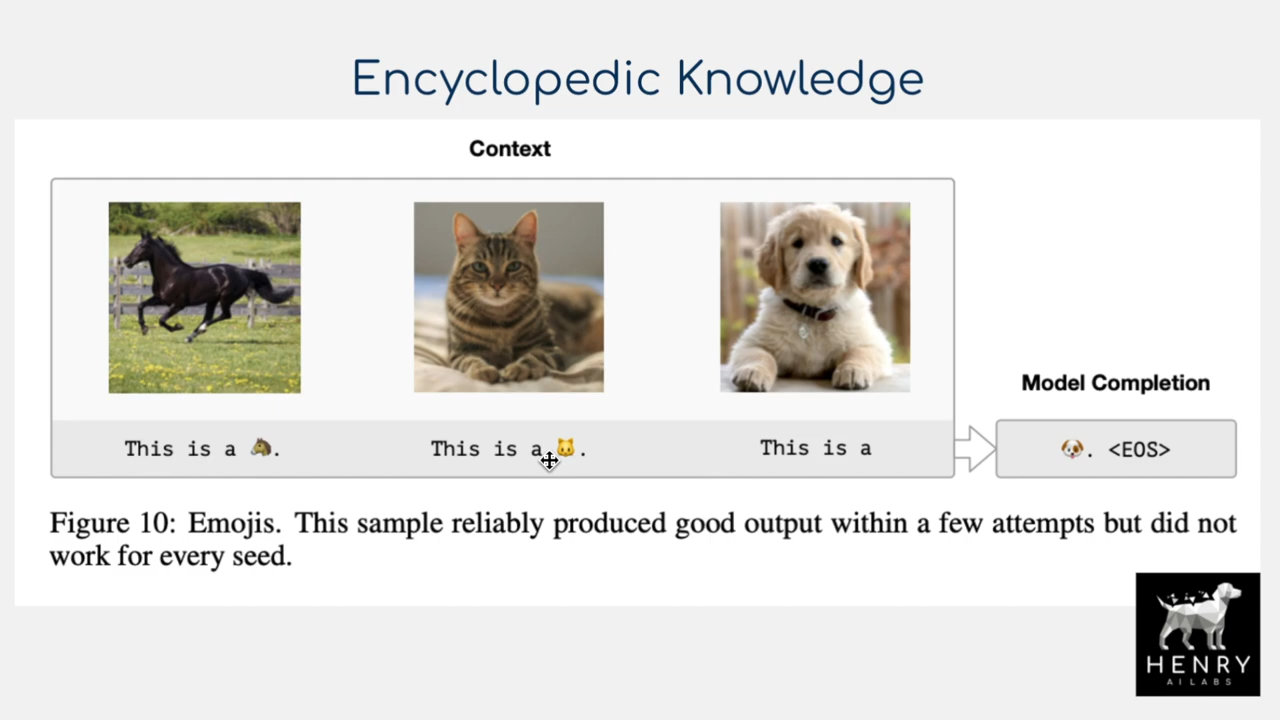 Encyclopedic Knowledge
Context
This is a 🐴.
This is a 🐱.
This is a
Model Completion
🐶. <EOS>
Figure 10: Emojis. This sample reliably produced good output within a few attempts but did not
work for every seed.
HENRY
AI LABS